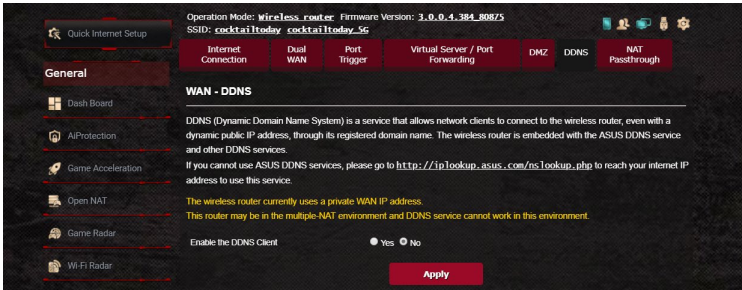 Operation Mode: Wireless router Firmware Version: 3.0.0.4.384_80875
SSID: cocktailtoday cocktailtoday_5G
Quick Internet Setup
Internet Connection
Dual WAN
Port Trigger
Virtual Server / Port Forwarding
DMZ
DDNS
NAT Passthrough
General
Dash Board
AiProtection
Game Acceleration
Open NAT
Game Radar
Wi-Fi Radar
WAN - DDNS
DDNS (Dynamic Domain Name System) is a service that allows network clients to connect to the wireless router, even with a
dynamic public IP address, through its registered domain name. The wireless router is embedded with the ASUS DDNS service
and other DDNS services.
If you cannot use ASUS DDNS services, please go to http://iplookup.asus.com/nslookup.php to reach your internet IP
address to use this service.
The wireless router currently uses a private WAN IP address.
This router may be in the multiple-NAT environment and DDNS service cannot work in this environment.
Enable the DDNS Client Yes No
Apply